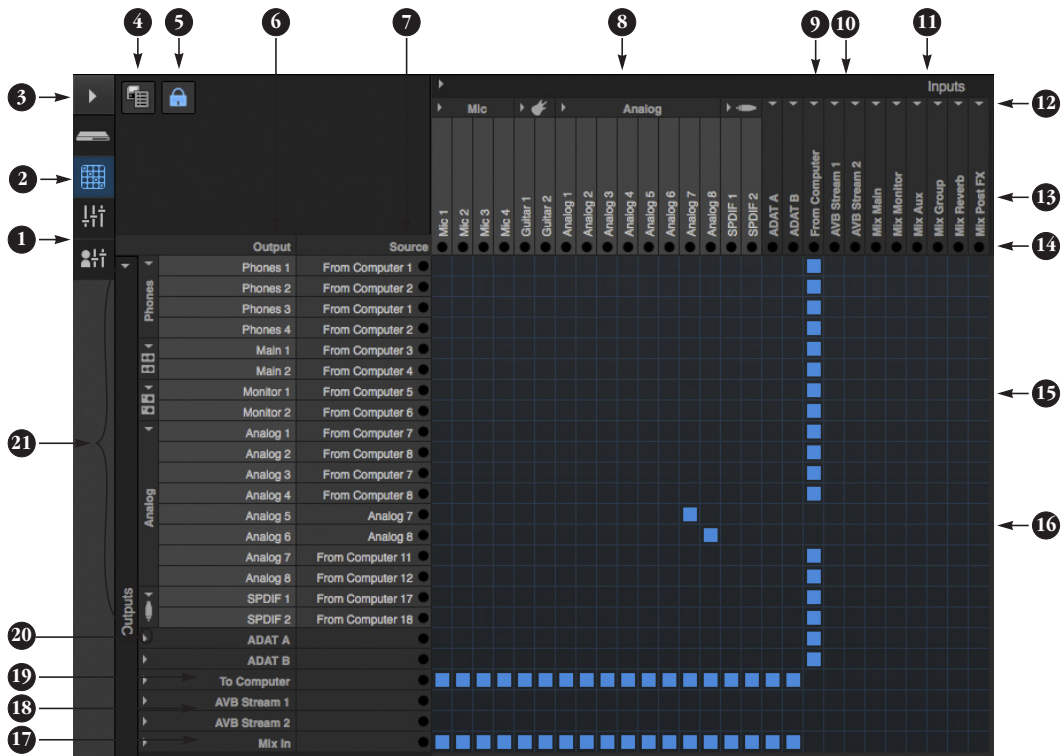 4 5 6 7 8 9 10 11
Inputs
3
Mic Analog
12
2
Mic 1
Mic 2
Mic 3
Mic 4
Guitar 1
Guitar 2
Analog 1
Analog 2
Analog 3
Analog 4
Analog 5
Analog 6
Analog 7
Analog 8
SPDIF 1
SPDIF 2
ADAT A
ADAT B
From Computer
AVB Stream 1
AVB Stream 2
Mix Main
Mix Monitor
Mix Aux
Mix Group
Mix Reverb
Mix Post FX
13
1
14
Output Source
Phones
Phones 1 From Computer 1
Phones 2 From Computer 2
Phones 3 From Computer 1
Phones 4 From Computer 2
Main 1 From Computer 3
Main 2 From Computer 4
Monitor 1 From Computer 5
15
Monitor 2 From Computer 6
Analog 1 From Computer 7
21
Analog 2 From Computer 8
Analog 3 From Computer 7
Analog 4 From Computer 8
Analog
Analog 5 Analog 7
16
Analog 6 Analog 8
Analog 7 From Computer 11
Analog 8 From Computer 12
Outputs
SPDIF 1 From Computer 17
SPDIF 2 From Computer 18
20
ADAT A
ADAT B
19
To Computer
18
AVB Stream 1
AVB Stream 2
17
Mix In